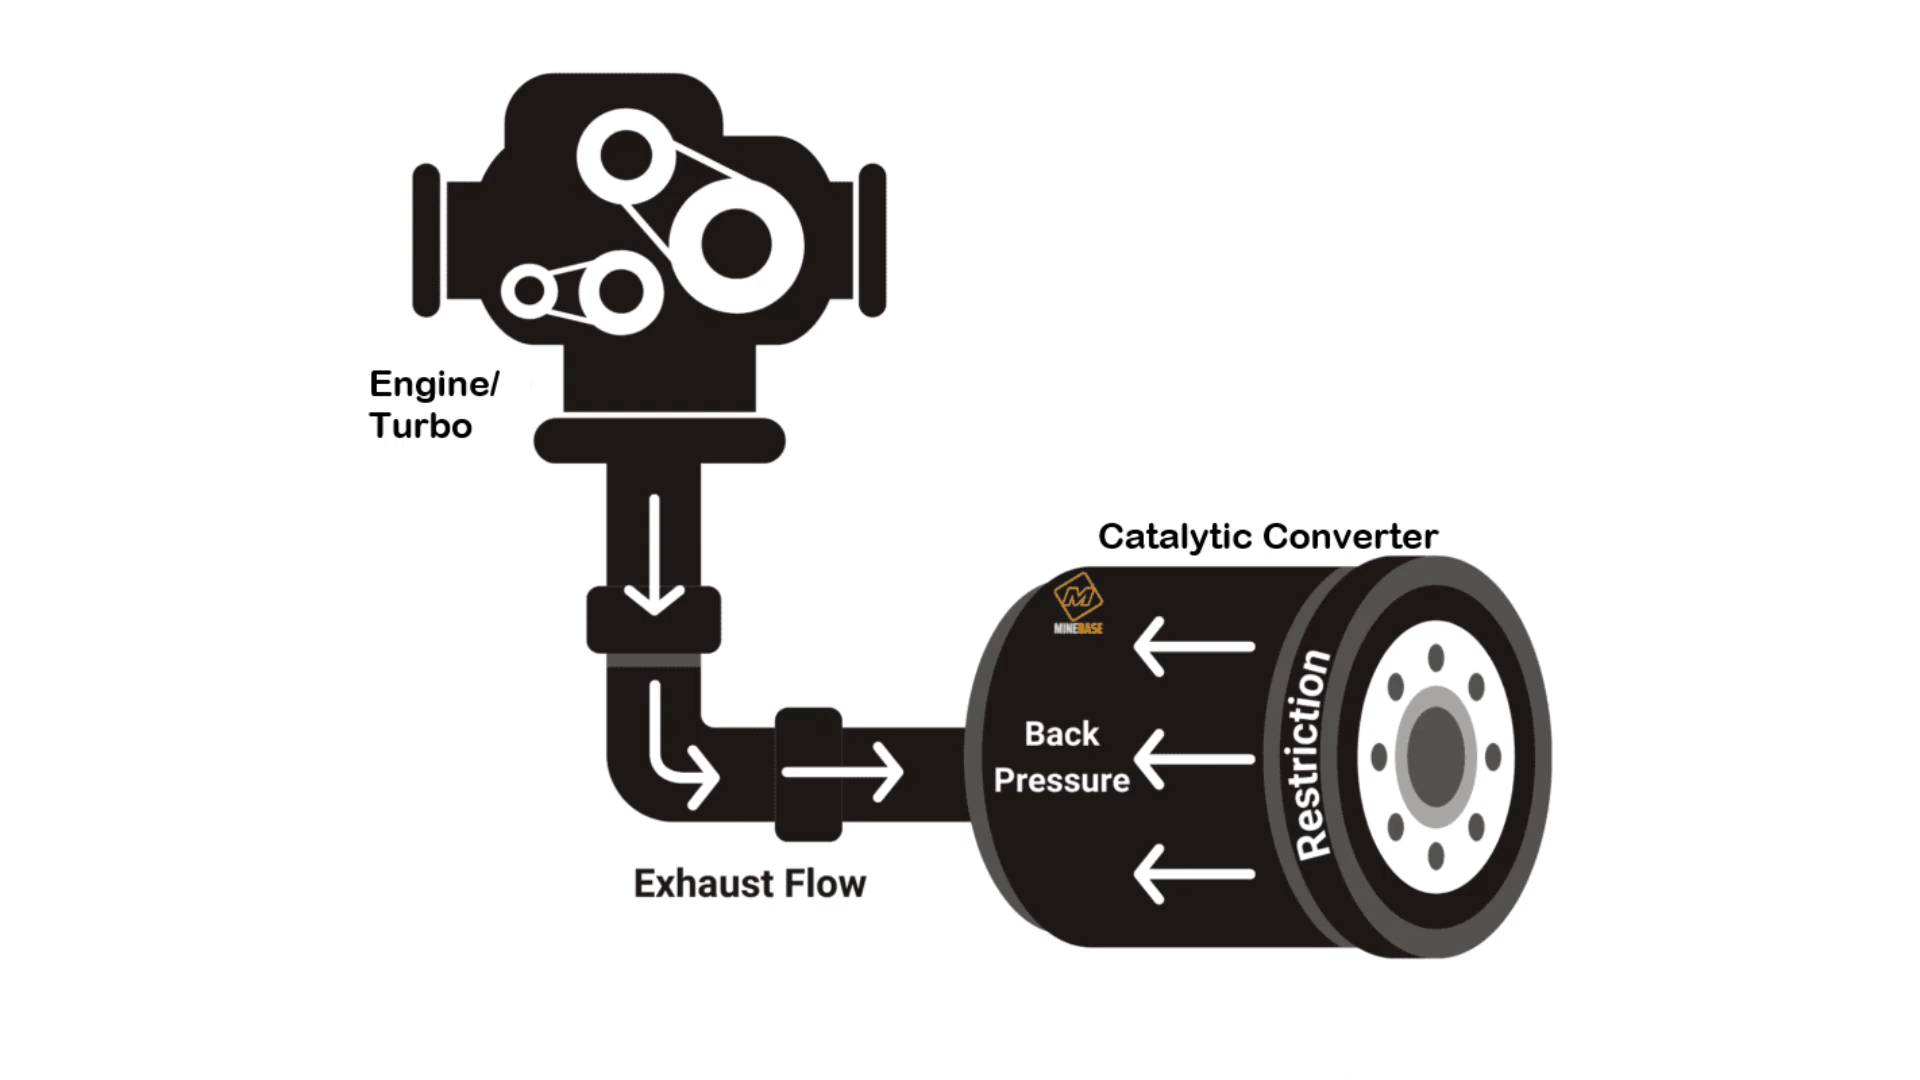 Engine/
Turbo
Catalytic Converter
MINEBASE
Back
Pressure
Restriction
Exhaust Flow